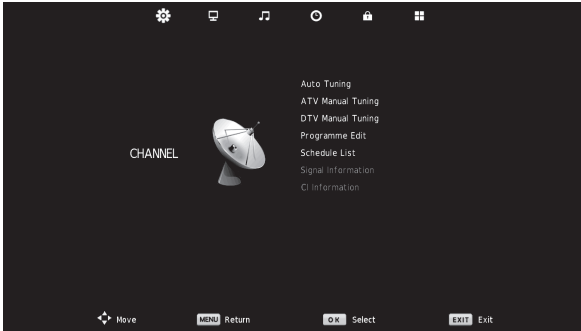 CHANNEL
Auto Tuning
ATV Manual Tuning
DTV Manual Tuning
Programme Edit
Schedule List
Signal Information
CI Information
Move MENU Return OK Select EXIT Exit